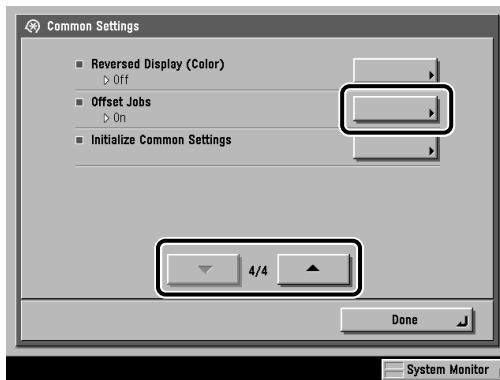 Common Settings
Reversed Display (Color)
Off
Offset Jobs
On
Initialize Common Settings
4/4
Done
System Monitor